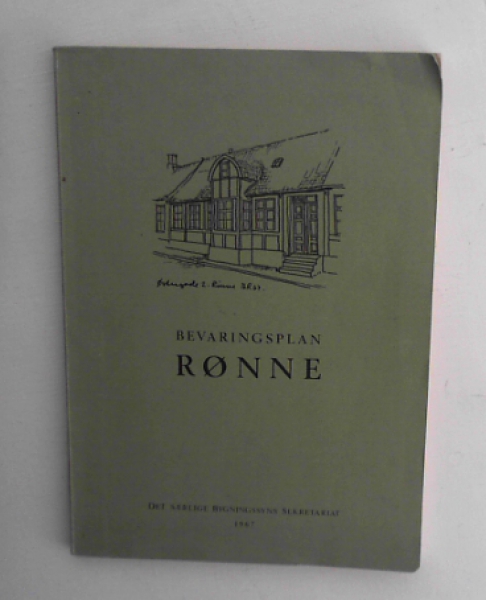 BEVARINGSPLAN
RØNNE
DET SÆRLIGE BYGNINGSSYNS SEKRETARIAT
1967